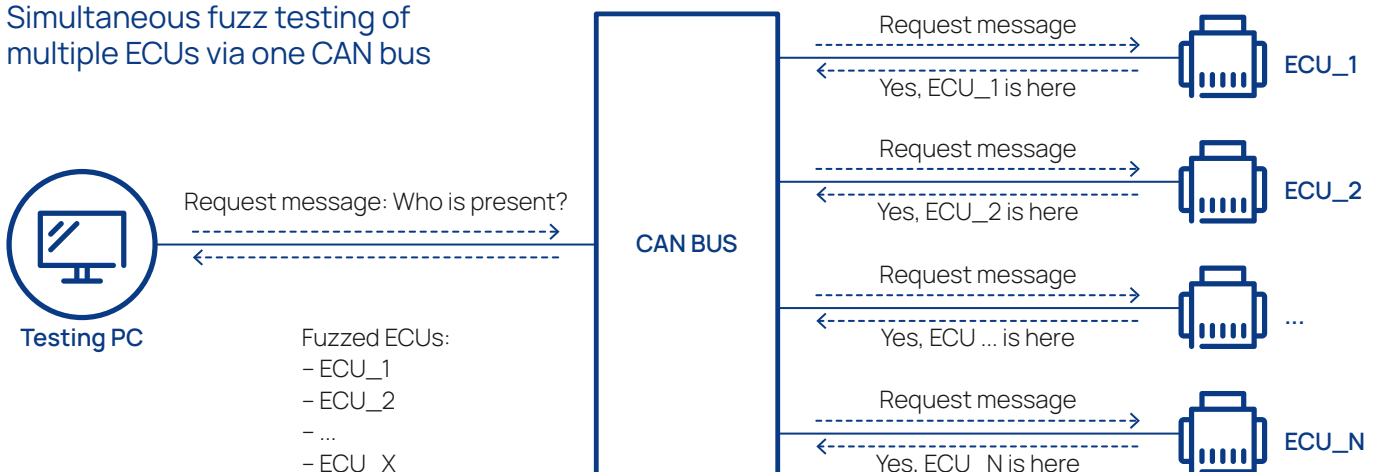 Simultaneous fuzz testing of
multiple ECUs via one CAN bus
Request message: Who is present?
Testing PC
Fuzzed ECUs:
– ECU_1
– ECU_2
– ...
– ECU_X
CAN BUS
Request message
Yes, ECU_1 is here
ECU_1
Request message
Yes, ECU_2 is here
ECU_2
Request message
Yes, ECU ... is here
...
Request message
Yes, ECU_N is here
ECU_N